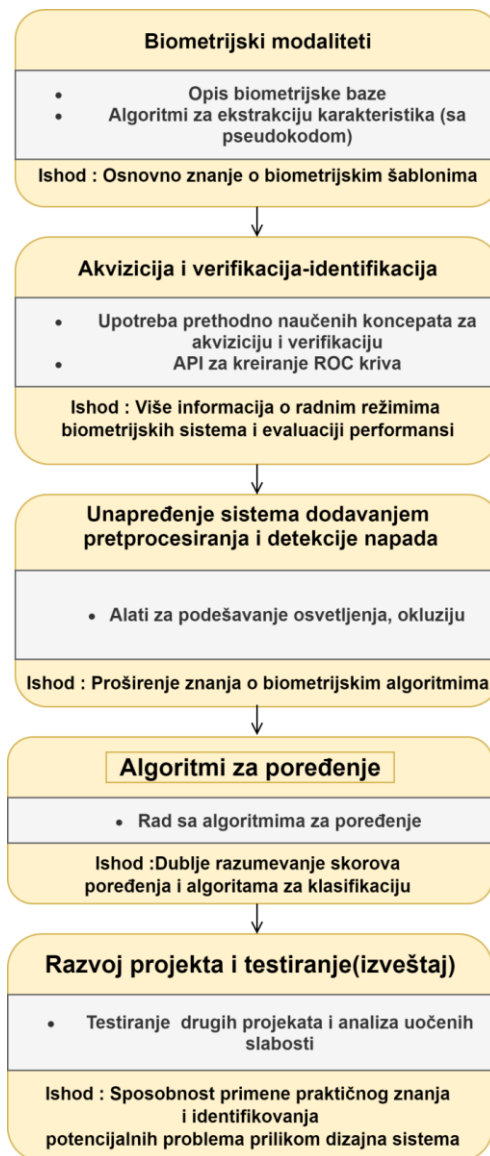 Biometrijski modaliteti
• Opis biometrijske baze
• Algoritmi za ekstrakciju karakteristika (sa
pseudokodom)
Ishod : Osnovno znanje o biometrijskim šablonima
Akvizicija i verifikacija-identifikacija
• Upotreba prethodno naučenih koncepata za
akviziciju i verifikaciju
• API za kreiranje ROC kriva
Ishod : Više informacija o radnim režimima
biometrijskih sistema i evaluaciji performansi
Unapređenje sistema dodavanjem
pretprocesiranja i detekcije napada
• Alati za podešavanje osvetljenja, okluziju
Ishod : Proširenje znanja o biometrijskim algoritmima
Algoritmi za poređenje
• Rad sa algoritmima za poređenje
Ishod :Dublje razumevanje skorova
poređenja i algoritama za klasifikaciju
Razvoj projekta i testiranje(izveštaj)
• Testiranje drugih projekata i analiza uočenih
slabosti
Ishod : Sposobnost primene praktičnog znanja
i identifikovanja
potencijalnih problema prilikom dizajna sistema